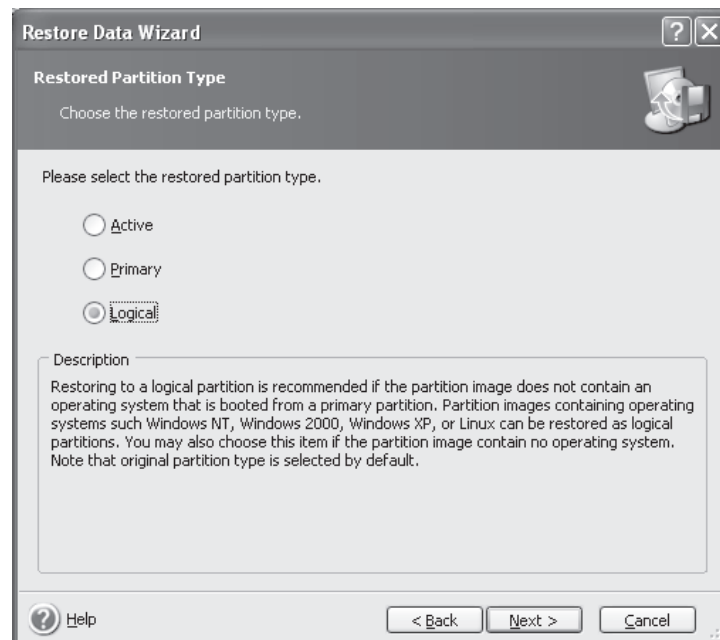 Restore Data Wizard
Restored Partition Type
Choose the restored partition type.
Please select the restored partition type.
Active
Primary
Logical
Description
Restoring to a logical partition is recommended if the partition image does not contain an
operating system that is booted from a primary partition. Partition images containing operating
systems such Windows NT, Windows 2000, Windows XP, or Linux can be restored as logical
partitions. You may also choose this item if the partition image contain no operating system.
Note that original partition type is selected by default.
Help
< Back
Next >
Cancel